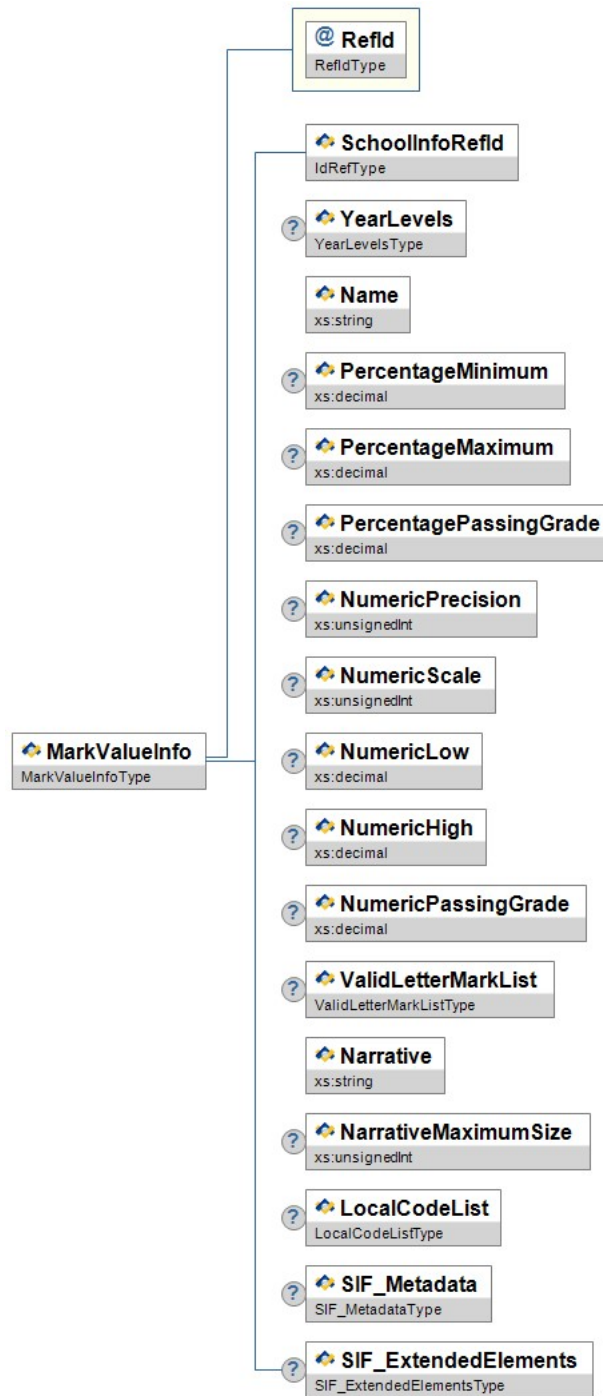 @ RefId
RefIdType
SchoolInfoRefId
IdRefType
?
YearLevels
YearLevelsType
Name
xs:string
?
PercentageMinimum
xs:decimal
?
PercentageMaximum
xs:decimal
?
PercentagePassingGrade
xs:decimal
?
NumericPrecision
xs:unsignedInt
?
NumericScale
xs:unsignedInt
MarkValueInfo
MarkValueInfoType
?
NumericLow
xs:decimal
?
NumericHigh
xs:decimal
?
NumericPassingGrade
xs:decimal
?
ValidLetterMarkList
ValidLetterMarkListType
Narrative
xs:string
?
NarrativeMaximumSize
xs:unsignedInt
?
LocalCodeList
LocalCodeListType
?
SIF_Metadata
SIF_MetadataType
?
SIF_ExtendedElements
SIF_ExtendedElementsType